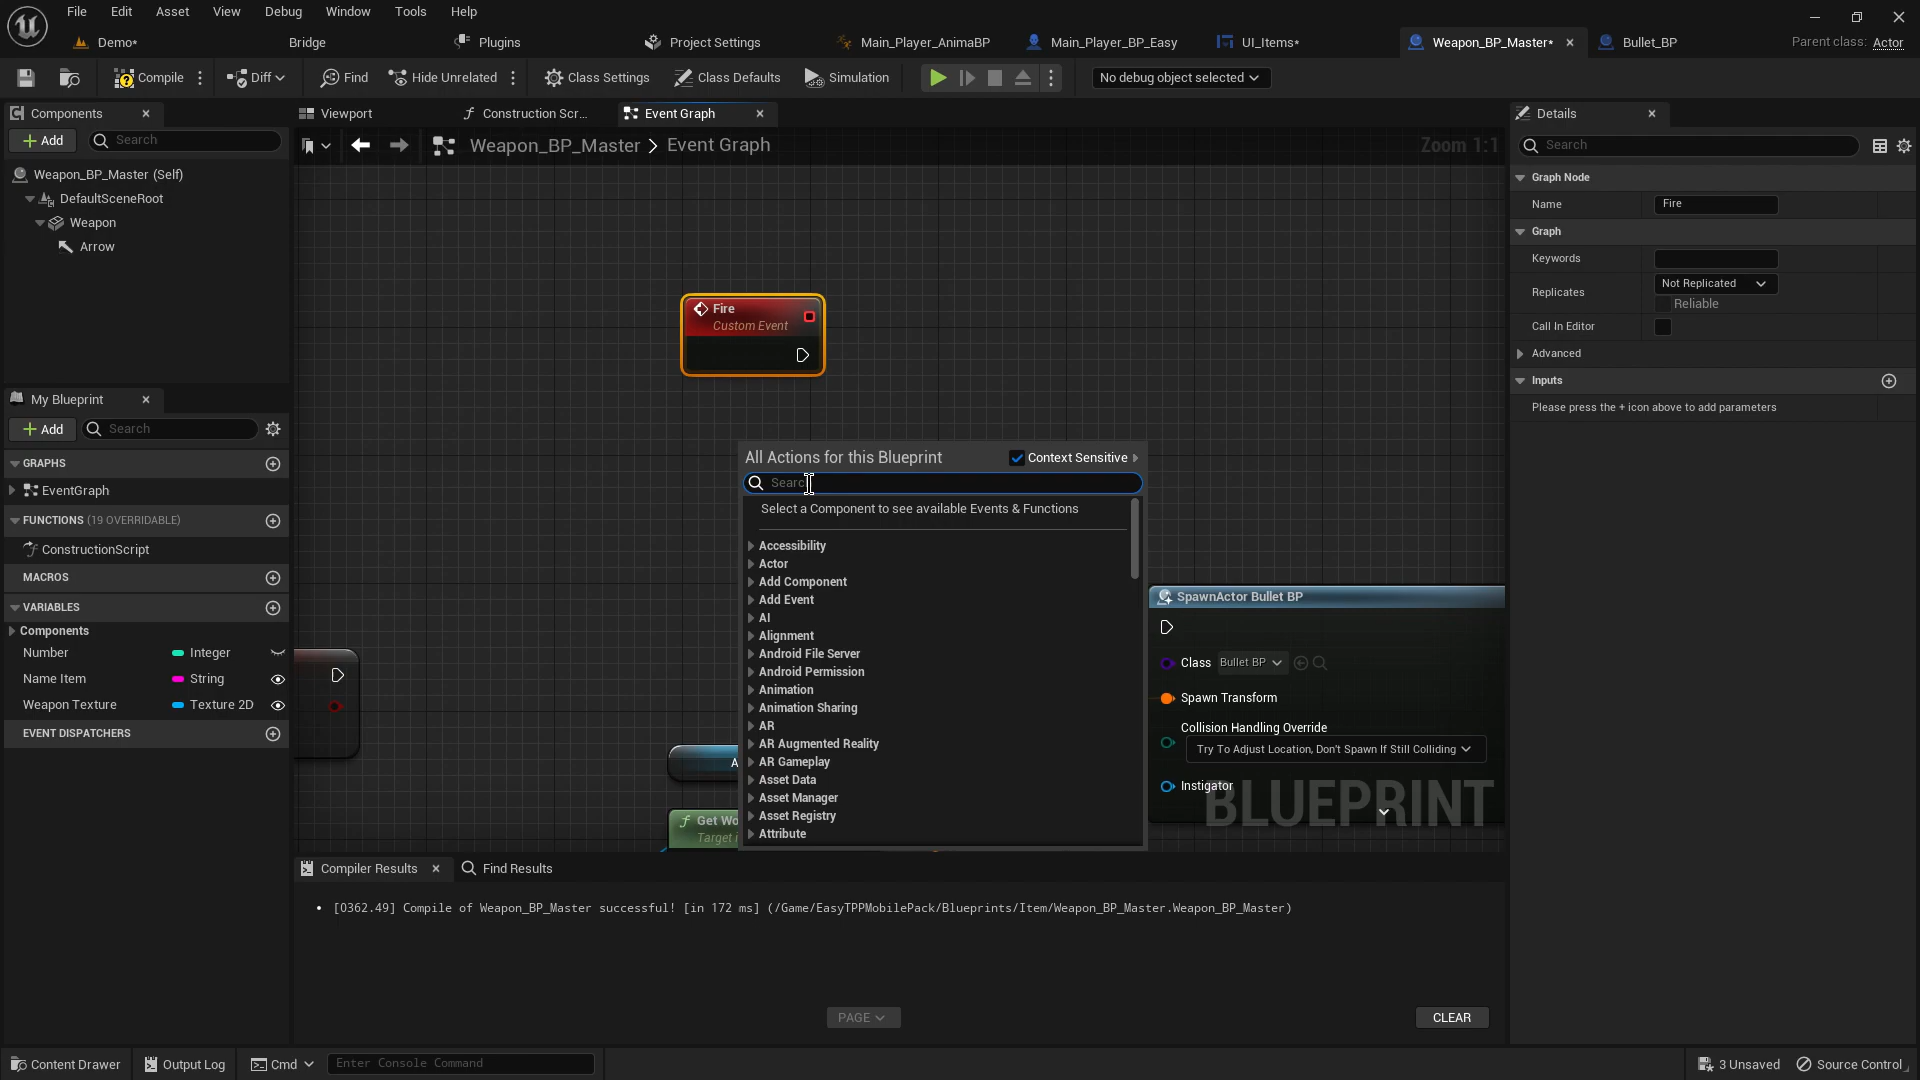 File Edit Asset View Debug Window Tools Help
Demo* Bridge Plugins Project Settings Main_Player_AnimaBP Main_Player_BP_Easy UI_Items* Weapon_BP_Master* Bullet_BP Parent class: Actor
Compile Diff Find Hide Unrelated Class Settings Class Defaults Simulation No debug object selected
Components Viewport Construction Scr... Event Graph Details
Add Search Weapon_BP_Master > Event Graph Zoom 1:1 Search
Weapon_BP_Master (Self) Graph Node
DefaultSceneRoot Name Fire
Weapon Graph
Arrow Keywords
Replicates Not Replicated
Reliable
Fire
Custom Event
Call In Editor
Advanced
Inputs
Please press the + icon above to add parameters
My Blueprint
Add Search
GRAPHS
EventGraph
FUNCTIONS (19 OVERRIDABLE)
ConstructionScript
MACROS
VARIABLES
Components
Number Integer
Name Item String
Weapon Texture Texture 2D
EVENT DISPATCHERS
All Actions for this Blueprint Context Sensitive
Search
Select a Component to see available Events & Functions
Accessibility
Actor
Add Component
Add Event
AI
Alignment
Android File Server
Android Permission
Animation
Animation Sharing
AR
AR Augmented Reality
AR Gameplay
Asset Data
Asset Manager
Asset Registry
Attribute
SpawnActor Bullet BP
Class Bullet BP
Spawn Transform
Collision Handling Override
Try To Adjust Location, Don't Spawn If Still Colliding
Instigator
BLUEPRINT
A
Get Wo
Target i
Compiler Results Find Results
[0362.49] Compile of Weapon_BP_Master successful! [in 172 ms] (/Game/EasyTPPMobilePack/Blueprints/Item/Weapon_BP_Master.Weapon_BP_Master)
PAGE CLEAR
Content Drawer Output Log Cmd Enter Console Command 3 Unsaved Source Control